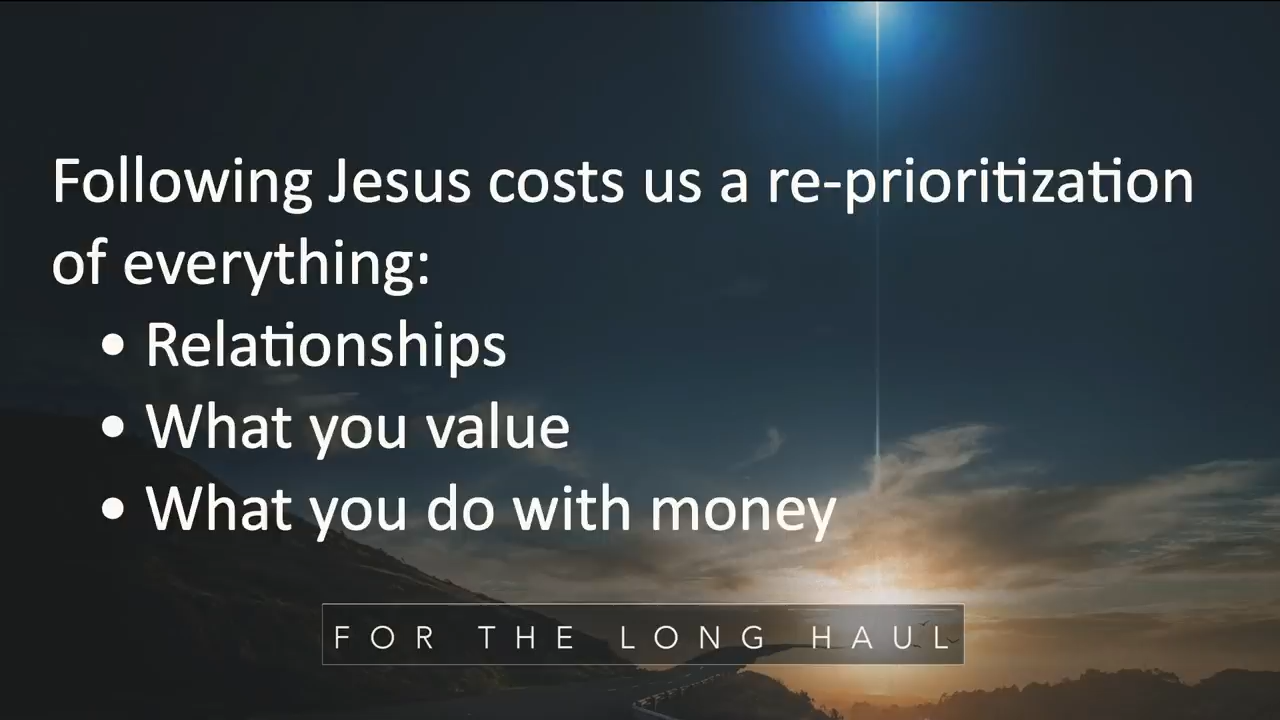 Following Jesus costs us a re-prioritization
of everything:
• Relationships
• What you value
• What you do with money
FOR THE LONG HAUL